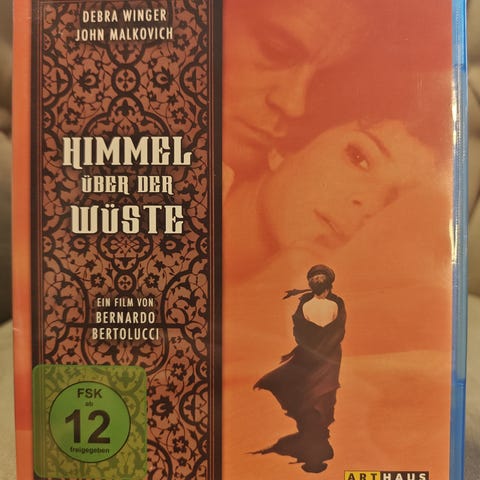 DEBRA WINGER
JOHN MALKOVICH
HIMMEL
ÜBER DER
WÜSTE
EIN FILM VON
BERNARDO
BERTOLUCCI
FSK
ab
12
freigegeben
ARTHAUS